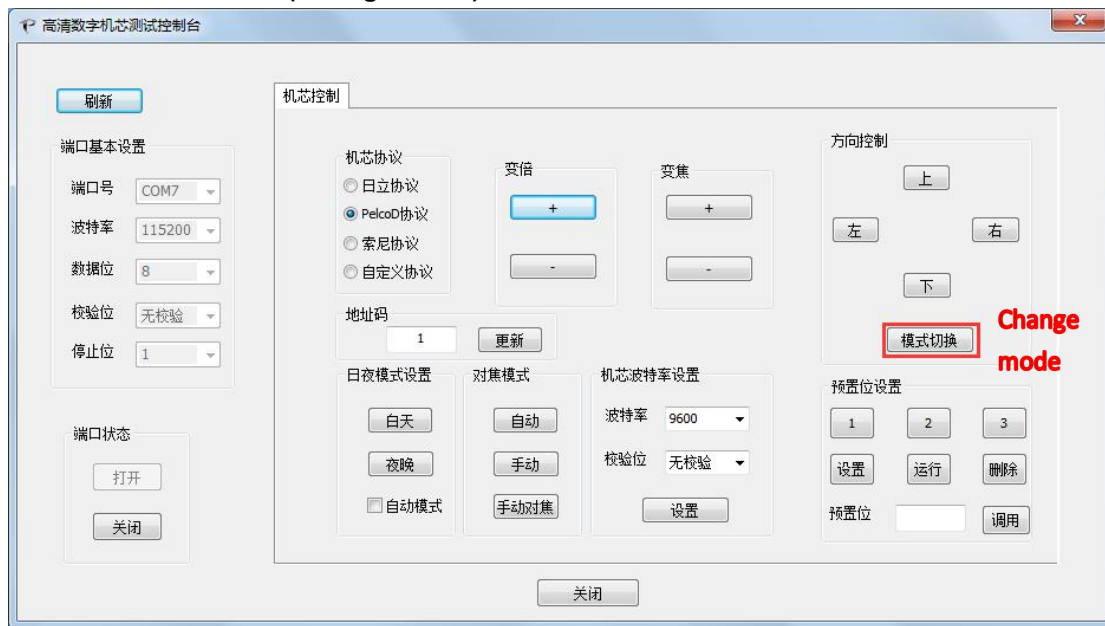 高清数字机芯测试控制台
刷新
端口基本设置
端口号 COM7
波特率 115200
数据位 8
校验位 无校验
停止位 1
端口状态
打开
关闭
机芯控制
机芯协议
日立协议
PelcoD协议
索尼协议
自定义协议
变倍
+
-
变焦
+
-
地址码
1 更新
日夜模式设置
白天
夜晚
自动模式
对焦模式
自动
手动
手动对焦
机芯波特率设置
波特率 9600
校验位 无校验
设置
方向控制
上
左 右
下
模式切换
Change
mode
预置位设置
1 2 3
设置 运行 删除
预置位 调用
关闭